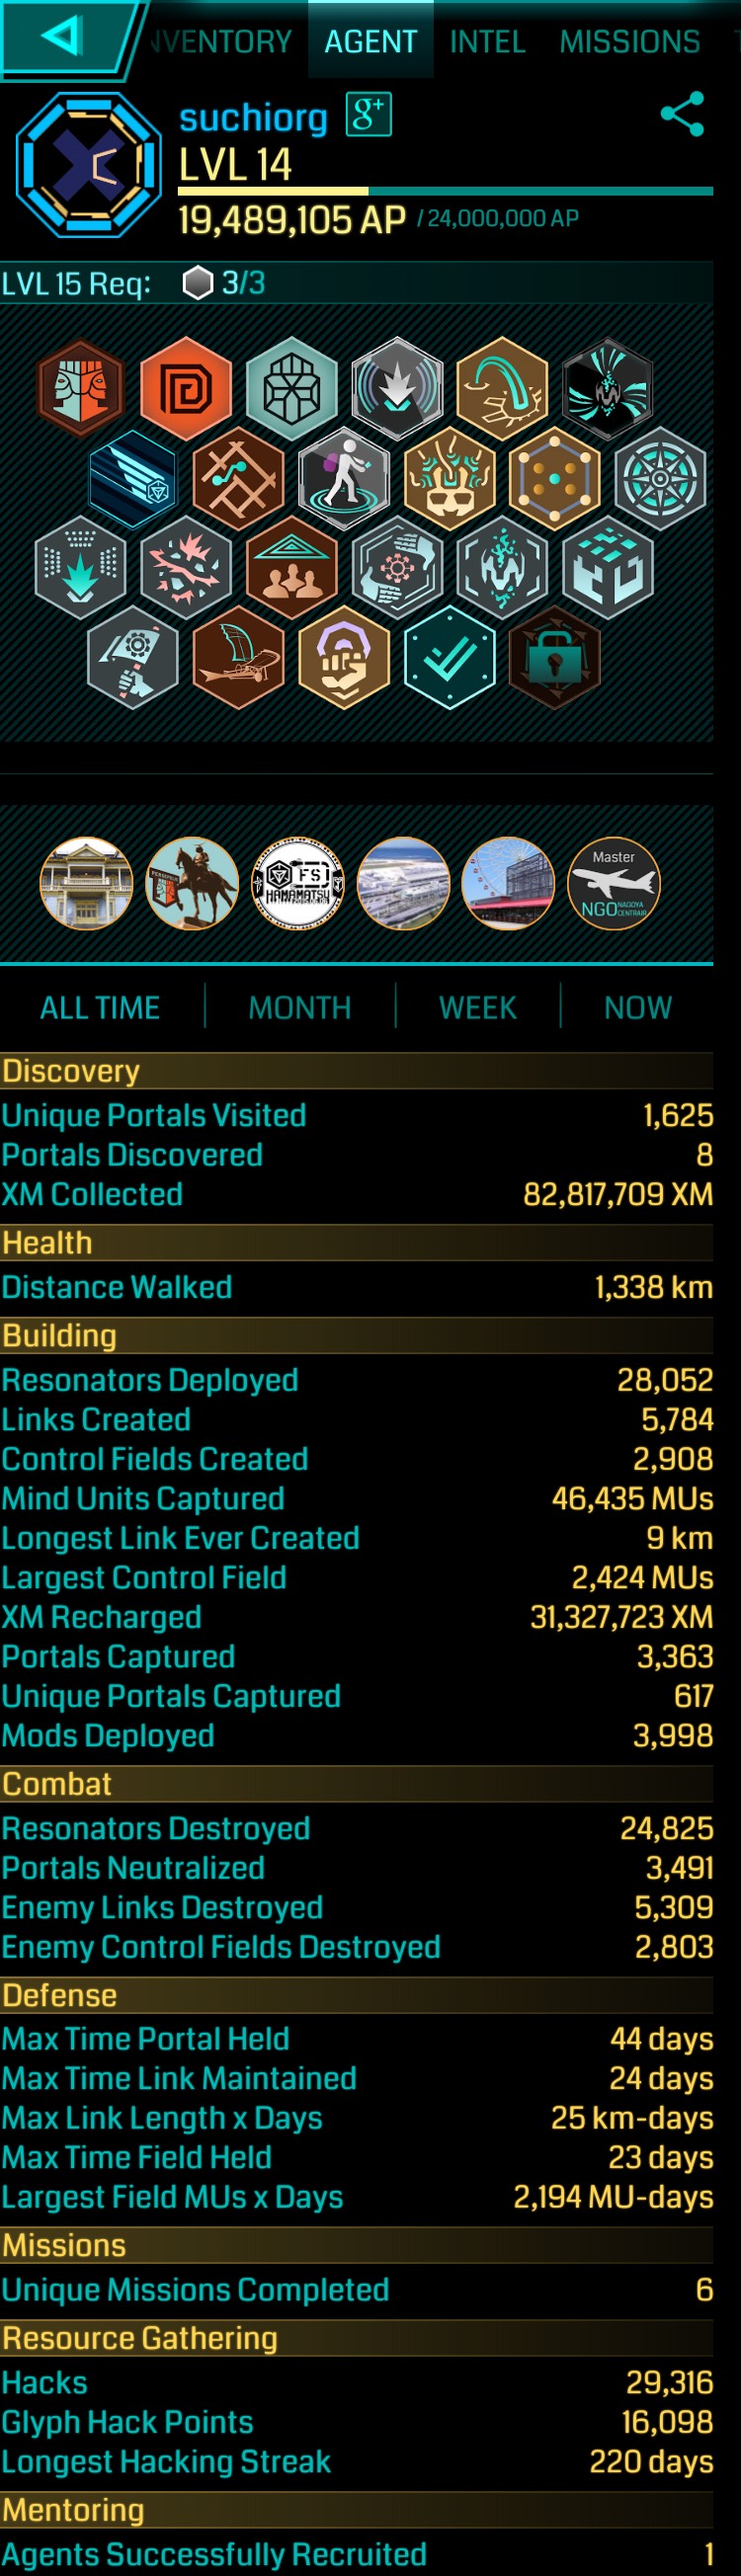 NVENTORY AGENT INTEL MISSIONS
suchiorg g+
LVL 14
19,489,105 AP / 24,000,000 AP
LVL 15 Req: 3/3
PERSEPOLIS
FS
HAMAMATSU
Master
NGO NAGOYA CENTRAIR
ALL TIME MONTH WEEK NOW
Discovery
Unique Portals Visited 1,625
Portals Discovered 8
XM Collected 82,817,709 XM
Health
Distance Walked 1,338 km
Building
Resonators Deployed 28,052
Links Created 5,784
Control Fields Created 2,908
Mind Units Captured 46,435 MUs
Longest Link Ever Created 9 km
Largest Control Field 2,424 MUs
XM Recharged 31,327,723 XM
Portals Captured 3,363
Unique Portals Captured 617
Mods Deployed 3,998
Combat
Resonators Destroyed 24,825
Portals Neutralized 3,491
Enemy Links Destroyed 5,309
Enemy Control Fields Destroyed 2,803
Defense
Max Time Portal Held 44 days
Max Time Link Maintained 24 days
Max Link Length x Days 25 km-days
Max Time Field Held 23 days
Largest Field MUs x Days 2,194 MU-days
Missions
Unique Missions Completed 6
Resource Gathering
Hacks 29,316
Glyph Hack Points 16,098
Longest Hacking Streak 220 days
Mentoring
Agents Successfully Recruited 1